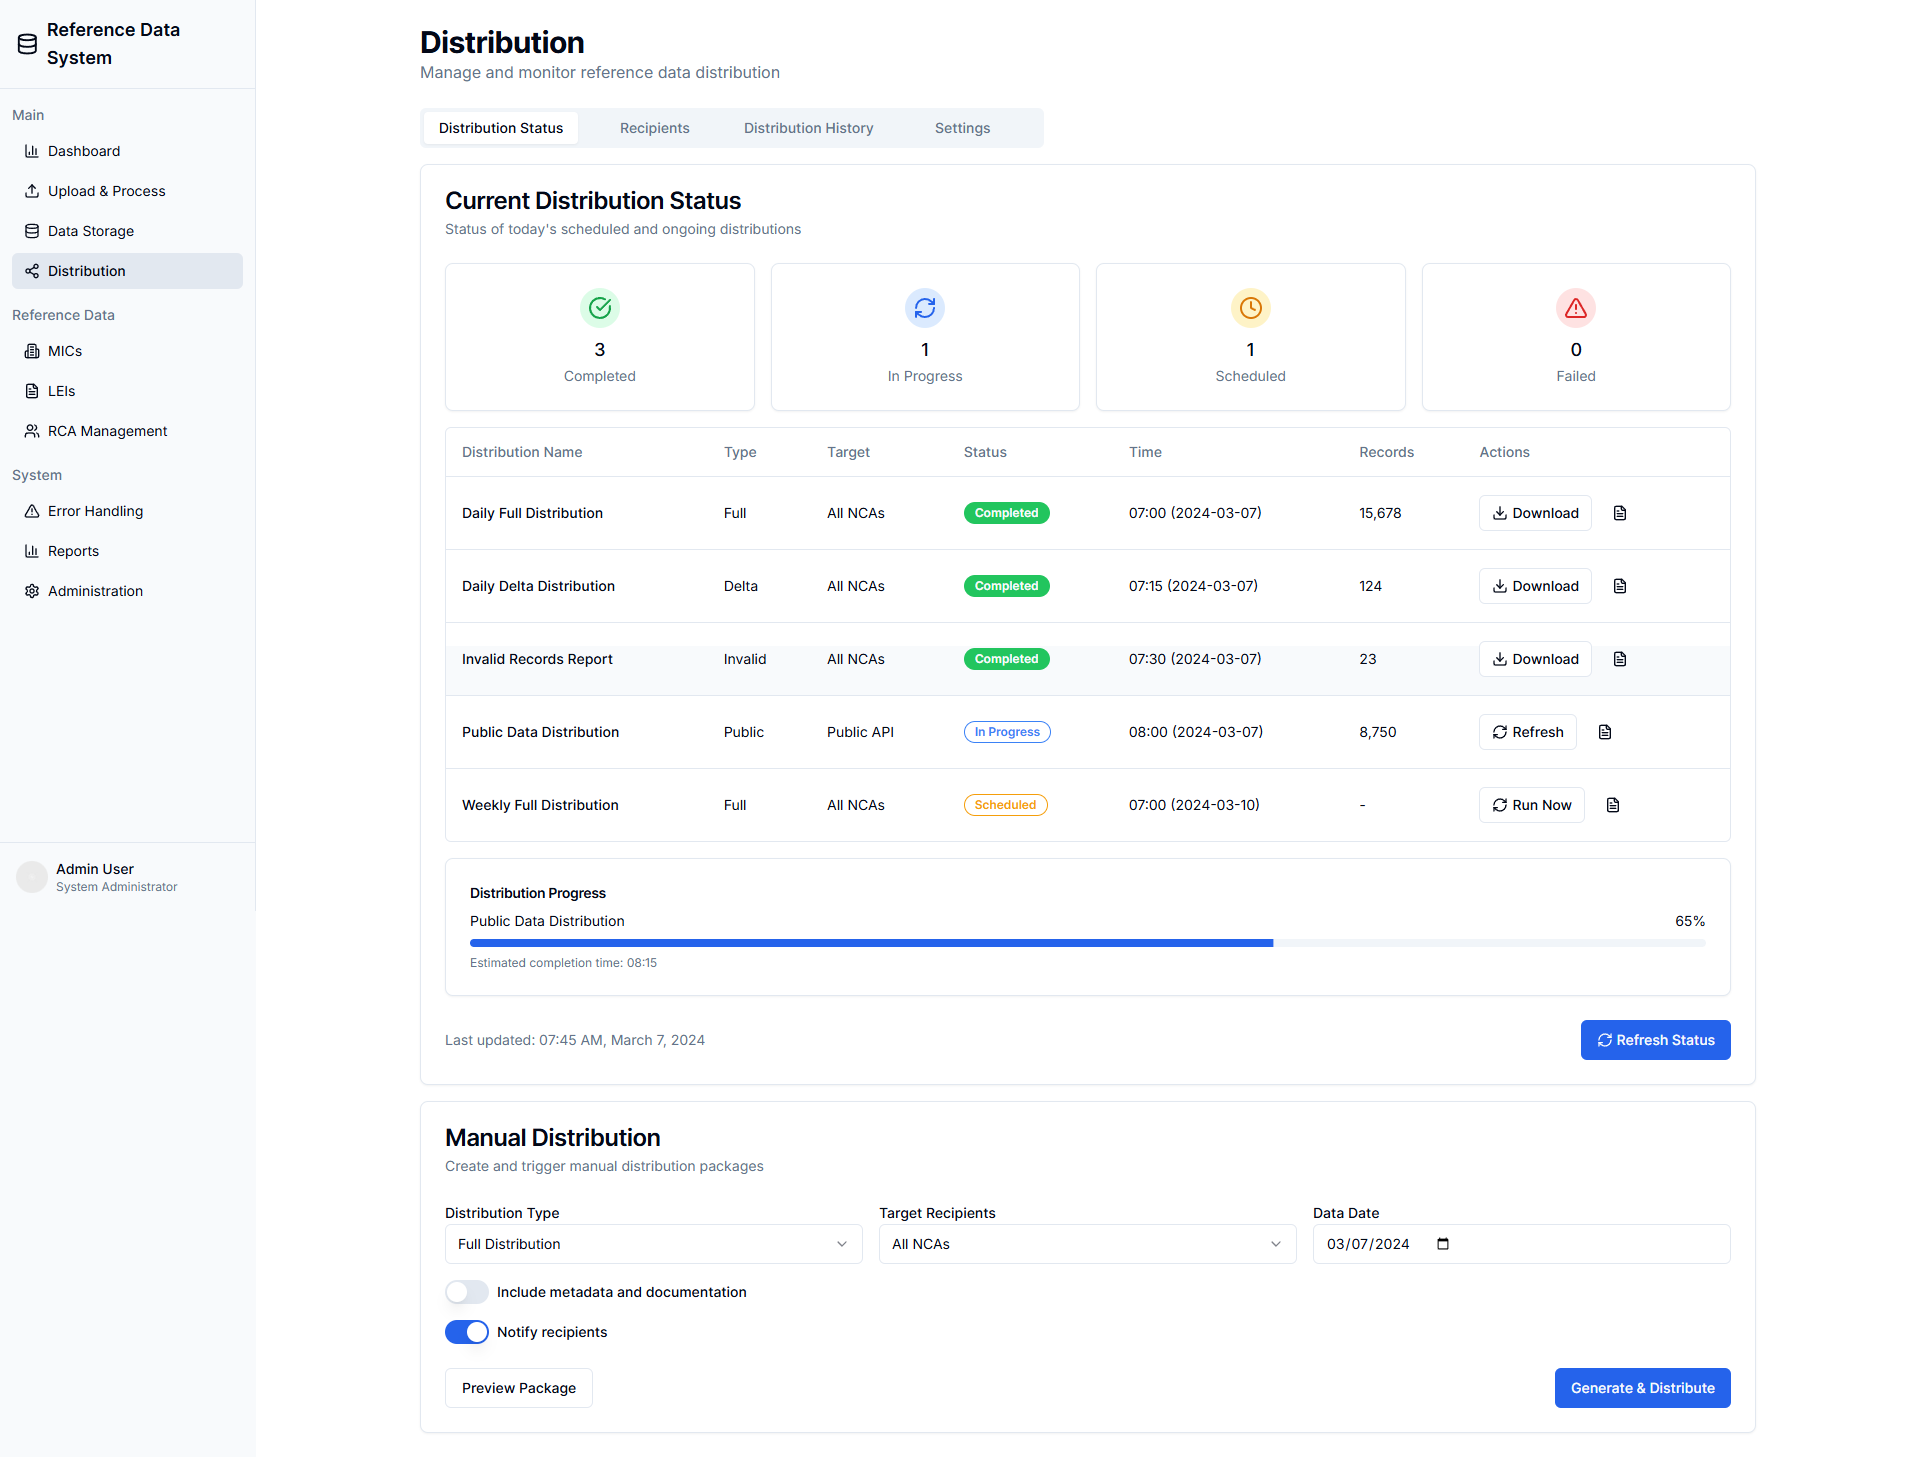 Reference Data
System
Main
Dashboard
Upload & Process
Data Storage
Distribution
Reference Data
MICs
LEIs
RCA Management
System
Error Handling
Reports
Administration
Admin User
System Administrator
Distribution
Manage and monitor reference data distribution
Distribution Status Recipients Distribution History Settings
Current Distribution Status
Status of today's scheduled and ongoing distributions
3 1 1 0
Completed In Progress Scheduled Failed
Distribution Name Type Target Status Time Records Actions
Daily Full Distribution Full All NCAs Completed 07:00 (2024-03-07) 15,678 Download
Daily Delta Distribution Delta All NCAs Completed 07:15 (2024-03-07) 124 Download
Invalid Records Report Invalid All NCAs Completed 07:30 (2024-03-07) 23 Download
Public Data Distribution Public Public API In Progress 08:00 (2024-03-07) 8,750 Refresh
Weekly Full Distribution Full All NCAs Scheduled 07:00 (2024-03-10) - Run Now
Distribution Progress
Public Data Distribution 65%
Estimated completion time: 08:15
Last updated: 07:45 AM, March 7, 2024 Refresh Status
Manual Distribution
Create and trigger manual distribution packages
Distribution Type Target Recipients Data Date
Full Distribution All NCAs 03/07/2024
Include metadata and documentation
Notify recipients
Preview Package Generate & Distribute